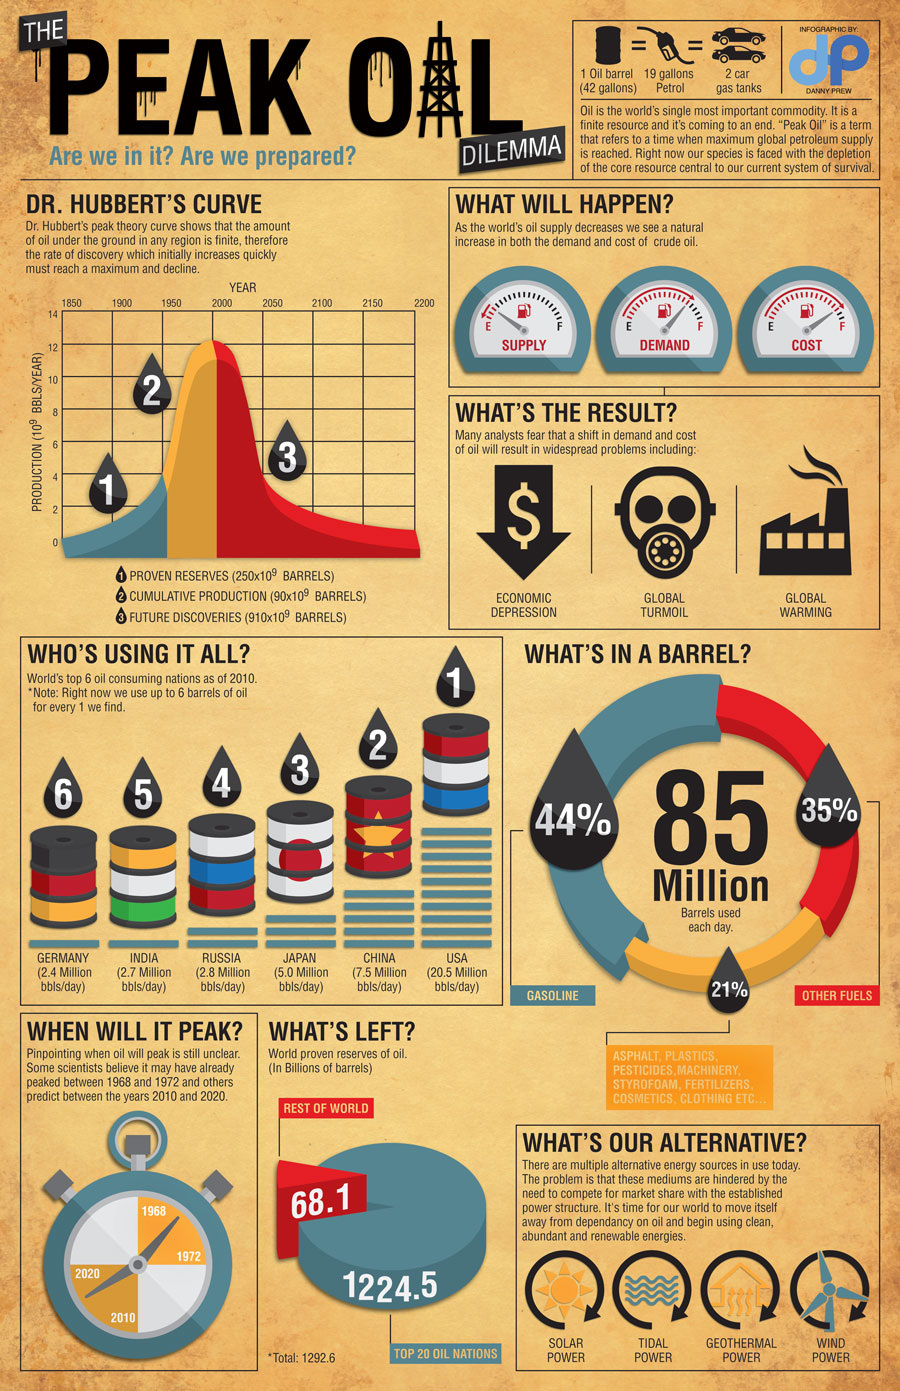 THE
PEAK OIL
DILEMMA
Are we in it? Are we prepared?
1 Oil barrel
(42 gallons)
=
19 gallons
Petrol
=
2 car
gas tanks
INFOGRAPHIC BY:
dp
DANNY PREW
Oil is the world's single most important commodity. It is a
finite resource and it's coming to an end. "Peak Oil" is a term
that refers to a time when maximum global petroleum supply
is reached. Right now our species is faced with the depletion
of the core resource central to our current system of survival.
DR. HUBBERT'S CURVE
Dr. Hubbert's peak theory curve shows that the amount
of oil under the ground in any region is finite, therefore
the rate of discovery which initially increases quickly
must reach a maximum and decline.
YEAR
1850 1900 1950 2000 2050 2100 2150 2200
PRODUCTION (10⁹ BBLS/YEAR)
14
12
10
8
6
4
2
0
1
2
3
1 PROVEN RESERVES (250x10⁹ BARRELS)
2 CUMULATIVE PRODUCTION (90x10⁹ BARRELS)
3 FUTURE DISCOVERIES (910x10⁹ BARRELS)
WHAT WILL HAPPEN?
As the world's oil supply decreases we see a natural
increase in both the demand and cost of crude oil.
E F
SUPPLY
E F
DEMAND
E F
COST
WHAT'S THE RESULT?
Many analysts fear that a shift in demand and cost
of oil will result in widespread problems including:
$
ECONOMIC
DEPRESSION
GLOBAL
TURMOIL
GLOBAL
WARMING
WHO'S USING IT ALL?
World's top 6 oil consuming nations as of 2010.
*Note: Right now we use up to 6 barrels of oil
for every 1 we find.
6
GERMANY
(2.4 Million
bbls/day)
5
INDIA
(2.7 Million
bbls/day)
4
RUSSIA
(2.8 Million
bbls/day)
3
JAPAN
(5.0 Million
bbls/day)
2
CHINA
(7.5 Million
bbls/day)
1
USA
(20.5 Million
bbls/day)
WHAT'S IN A BARREL?
44%
35%
21%
85
Million
Barrels used
each day.
GASOLINE
OTHER FUELS
ASPHALT, PLASTICS,
PESTICIDES,MACHINERY,
STYROFOAM, FERTILIZERS,
COSMETICS, CLOTHING ETC...
WHEN WILL IT PEAK?
Pinpointing when oil will peak is still unclear.
Some scientists believe it may have already
peaked between 1968 and 1972 and others
predict between the years 2010 and 2020.
1968
1972
2020
2010
WHAT'S LEFT?
World proven reserves of oil.
(In Billions of barrels)
REST OF WORLD
68.1
1224.5
TOP 20 OIL NATIONS
*Total: 1292.6
WHAT'S OUR ALTERNATIVE?
There are multiple alternative energy sources in use today.
The problem is that these mediums are hindered by the
need to compete for market share with the established
power structure. It's time for our world to move itself
away from dependancy on oil and begin using clean,
abundant and renewable energies.
SOLAR
POWER
TIDAL
POWER
GEOTHERMAL
POWER
WIND
POWER